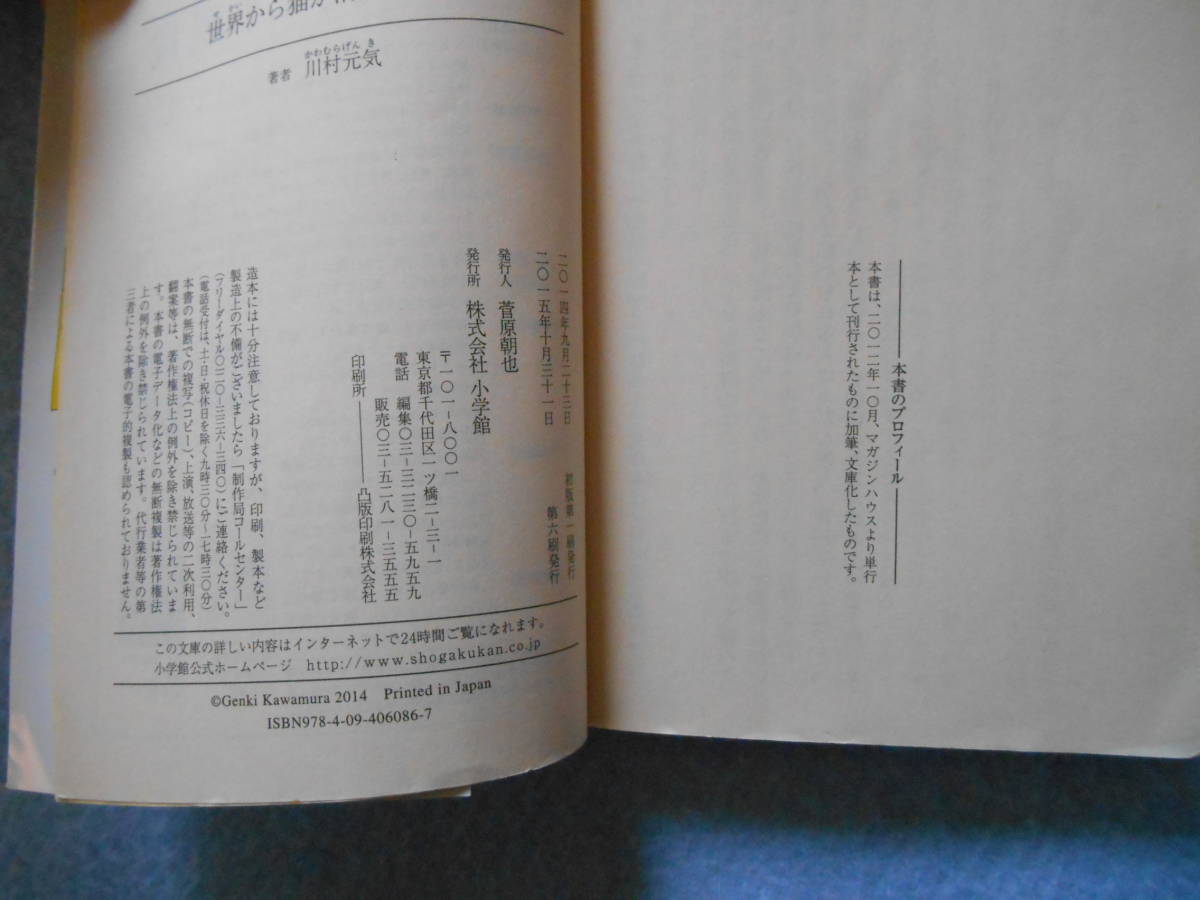 本書のプロフィール
本書は、二〇一二年一〇月、マガジンハウスより単行
本として刊行されたものに加筆、文庫化したものです。
世界から猫が
せかい
著者 川村元気
かわむらげんき
二〇一四年九月二十三日 初版第一刷発行
二〇一五年十月三十一日 第六刷発行
発行人 菅原朝也
発行所 株式会社 小学館
〒一〇一-八〇〇一
東京都千代田区一ツ橋二-三-一
電話 編集〇三-三二三〇-五九五九
販売〇三-五二八一-三五五五
印刷所 凸版印刷株式会社
造本には十分注意しておりますが、印刷、製本など
製造上の不備がございましたら「制作局コールセンター」
(フリーダイヤル〇一二〇-三三六-三四〇)にご連絡ください。
(電話受付は、土・日・祝休日を除く九時三〇分〜一七時三〇分)
本書の無断での複写(コピー)、上演、放送等の二次利用、
翻案等は、著作権法上の例外を除き禁じられていま
す。本書の電子データ化などの無断複製は著作権法
上の例外を除き禁じられています。代行業者等の第
三者による本書の電子的複製も認められておりません。
この文庫の詳しい内容はインターネットで24時間ご覧になれます。
小学館公式ホームページ http://www.shogakukan.co.jp
©Genki Kawamura 2014 Printed in Japan
ISBN978-4-09-406086-7